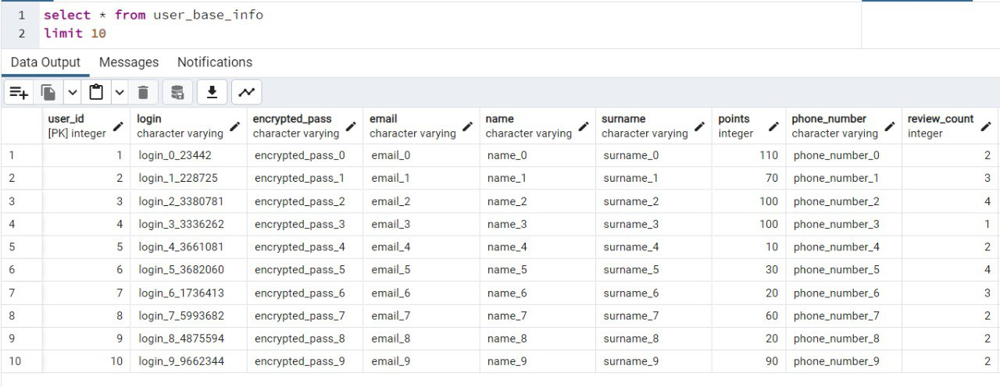 1 select * from user_base_info
2 limit 10
Data Output Messages Notifications
user_id login encrypted_pass email name surname points phone_number review_count
[PK] integer character varying character varying character varying character varying character varying integer character varying integer
1 1 login_0_23442 encrypted_pass_0 email_0 name_0 surname_0 110 phone_number_0 2
2 2 login_1_228725 encrypted_pass_1 email_1 name_1 surname_1 70 phone_number_1 3
3 3 login_2_3380781 encrypted_pass_2 email_2 name_2 surname_2 100 phone_number_2 4
4 4 login_3_3336262 encrypted_pass_3 email_3 name_3 surname_3 100 phone_number_3 1
5 5 login_4_3661081 encrypted_pass_4 email_4 name_4 surname_4 10 phone_number_4 2
6 6 login_5_3682060 encrypted_pass_5 email_5 name_5 surname_5 30 phone_number_5 4
7 7 login_6_1736413 encrypted_pass_6 email_6 name_6 surname_6 20 phone_number_6 3
8 8 login_7_5993682 encrypted_pass_7 email_7 name_7 surname_7 60 phone_number_7 2
9 9 login_8_4875594 encrypted_pass_8 email_8 name_8 surname_8 20 phone_number_8 2
10 10 login_9_9662344 encrypted_pass_9 email_9 name_9 surname_9 90 phone_number_9 2